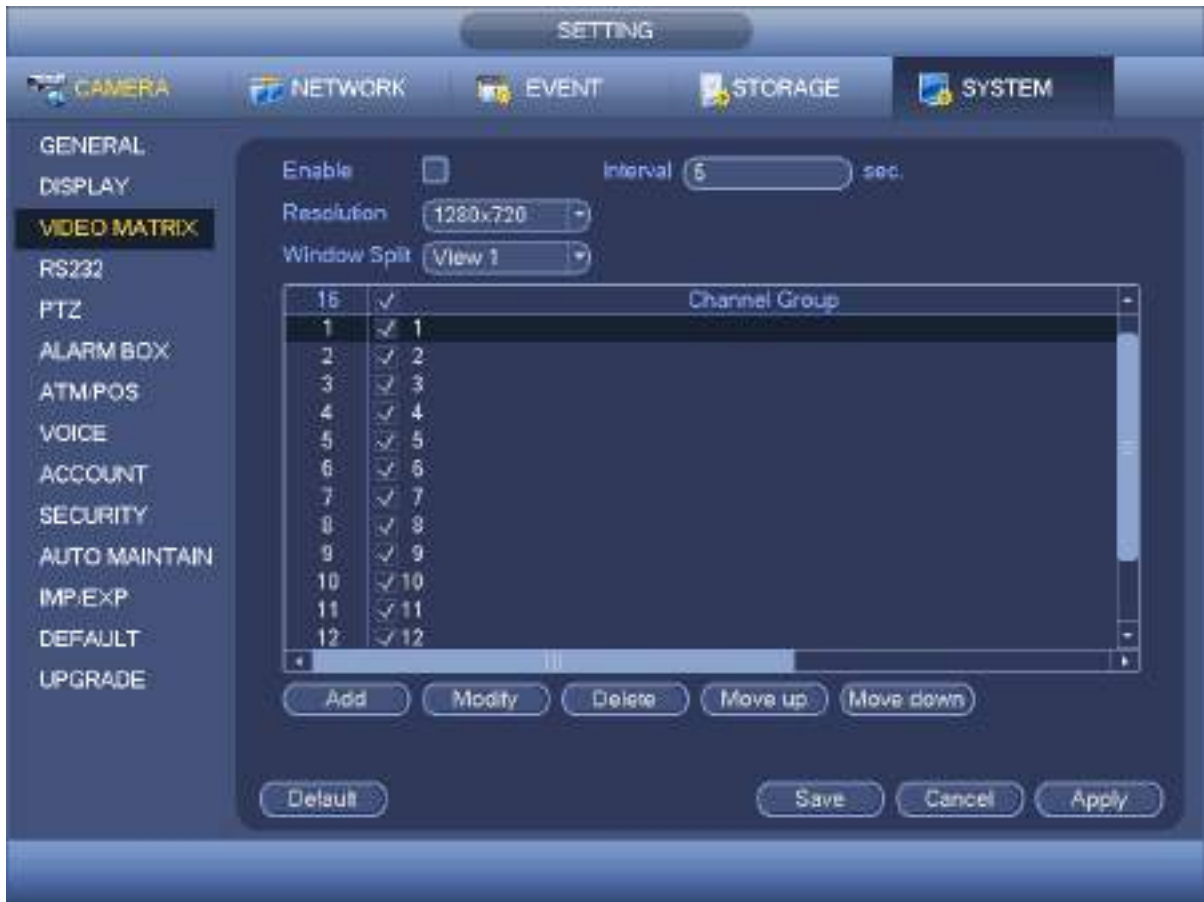 SETTING
CAMERA NETWORK EVENT STORAGE SYSTEM
GENERAL
DISPLAY
VIDEO MATRIX
RS232
PTZ
ALARM BOX
ATM/POS
VOICE
ACCOUNT
SECURITY
AUTO MAINTAIN
IMP/EXP
DEFAULT
UPGRADE
Enable Interval 5 sec.
Resolution 1280x720
Window Split View 1
16 Channel Group
1 1
2 2
3 3
4 4
5 5
6 6
7 7
8 8
9 9
10 10
11 11
12 12
Add Modify Delete Move up Move down
Default Save Cancel Apply